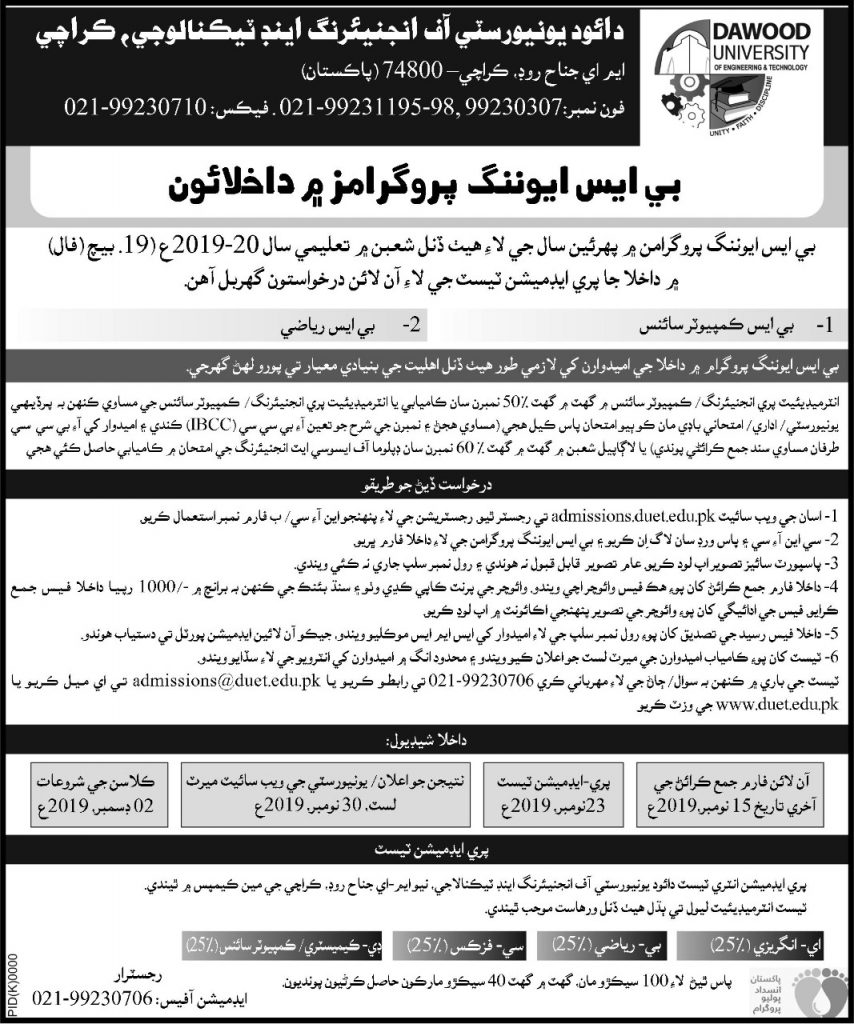 دائود يونيورسٽي آف انجنيئرنگ اينڊ ٽيڪنالوجي، ڪراچي
ايم اي جناح روڊ، ڪراچي– 74800 (پاڪستان)
فون نمبر: 99230307 ,021-99231195-98 . فيڪس: 021-99230710
DAWOOD
UNIVERSITY
OF ENGINEERING & TECHNOLOGY
UNITY • FAITH • DISCIPLINE
بي ايس ايوننگ پروگرامز ۾ داخلائون
بي ايس ايوننگ پروگرامن ۾ پهرئين سال جي لاءِ هيٺ ڏنل شعبن ۾ تعليمي سال 20-2019ع (19. بيچ (فال)
۾ داخلا جا پري ايڊميشن ٽيسٽ جي لاءِ آن لائن درخواستون گهربل آهن.
1- بي ايس ڪمپيوٽر سائنس
2- بي ايس رياضي
بي ايس ايوننگ پروگرام ۾ داخلا جي اميدوارن کي لازمي طور هيٺ ڏنل اهليت جي بنيادي معيار تي پورو لهڻ گهرجي.
انٽرميڊيئيٽ پري انجنيئرنگ/ ڪمپيوٽر سائنس ۾ گهٽ ۾ گهٽ 50٪ نمبرن سان ڪاميابي يا انٽرميڊيئيٽ پري انجنيئرنگ/ ڪمپيوٽر سائنس جي مساوي ڪنهن به پرڏيهي
يونيورسٽي/ اداري/ امتحاني باڊي مان ڪو ٻيو امتحان پاس ڪيل هجي (مساوي هجڻ ۽ نمبرن جي شرح جو تعين آءِ بي سي سي (IBCC) ڪندي ۽ اميدوار کي آءِ بي سي سي
طرفان مساوي سند جمع ڪرائڻي پوندي) يا لاڳاپيل شعبن ۾ گهٽ ۾ گهٽ 60٪ نمبرن سان ڊپلوما آف ايسوسي ايٽ انجنيئرنگ جي امتحان ۾ ڪاميابي حاصل ڪئي هجي
درخواست ڏيڻ جو طريقو
1- اسان جي ويب سائيٽ admissions.duet.edu.pk تي رجسٽر ٿيو رجسٽريشن جي لاءِ پنهنجو اين آءِ سي/ ب فارم نمبر استعمال ڪريو.
2- سي اين آءِ سي ۽ پاس ورڊ سان لاگ اِن ڪريو ۽ بي ايس ايوننگ پروگرامن جي لاءِ داخلا فارم ڀريو.
3- پاسپورٽ سائيز تصوير اپ لوڊ ڪريو عام تصوير قابل قبول نه هوندي ۽ رول نمبر سلپ جاري نه ڪئي ويندي.
4- داخلا فارم جمع ڪرائڻ کان پوءِ هڪ فيس وائوچر اچي ويندو. وائوچر جي پرنٽ ڪاپي ڪڍي وٺو ۽ سنڌ بئنڪ جي ڪنهن به برانچ ۾ -/1000 رپيا داخلا فيس جمع
ڪرايو فيس جي ادائيگي کان پوءِ وائوچر جي تصوير پنهنجي اڪائونٽ ۾ اپ لوڊ ڪريو.
5- داخلا فيس رسيد جي تصديق کان پوءِ رول نمبر سلپ جي لاءِ اميدوار کي ايس ايم ايس موڪليو ويندو، جيڪو آن لائين ايڊميشن پورٽل تي دستياب هوندو.
6- ٽيسٽ کان پوءِ ڪامياب اميدوارن جي ميرٽ لسٽ جو اعلان ڪيو ويندو ۽ محدود انگ ۾ اميدوارن کي انٽرويو جي لاءِ سڏايو ويندو.
ٽيسٽ جي باري ۾ ڪنهن به سوال/ ڄاڻ جي لاءِ مهرباني ڪري 021-99230706 تي رابطو ڪريو يا admissions@duet.edu.pk تي اي ميل ڪريو يا
www.duet.edu.pk جي وزٽ ڪريو
داخلا شيڊيول:
آن لائن فارم جمع ڪرائڻ جي
آخري تاريخ 15 نومبر، 2019ع
پري-ايڊميشن ٽيسٽ
23 نومبر، 2019ع
نتيجن جو اعلان/ يونيورسٽي جي ويب سائيٽ ميرٽ
لسٽ، 30 نومبر، 2019ع
ڪلاسن جي شروعات
02 ڊسمبر، 2019ع
پري ايڊميشن ٽيسٽ
پري ايڊميشن انٽري ٽيسٽ دائود يونيورسٽي آف انجنيئرنگ اينڊ ٽيڪنالاجي، نيو ايم-اي جناح روڊ، ڪراچي جي مين ڪيمپس ۾ ٿيندي.
ٽيسٽ انٽرميڊيئيٽ ليول تي ٻڌل هيٺ ڏنل ورهاست موجب ٿيندي.
اي- انگريزي (25٪)
بي- رياضي (25٪)
سي- فزڪس (25٪)
ڊي- ڪيميسٽري/ ڪمپيوٽر سائنس (25٪)
پاس ٿيڻ لاءِ 100 سيڪڙو مان، گهٽ ۾ گهٽ 40 سيڪڙو مارڪون حاصل ڪرڻيون پونديون.
رجسٽرار
ايڊميشن آفيس: 021-99230706
پاکستان
انسداد
پولیو
پروگرام
PID(K)0000